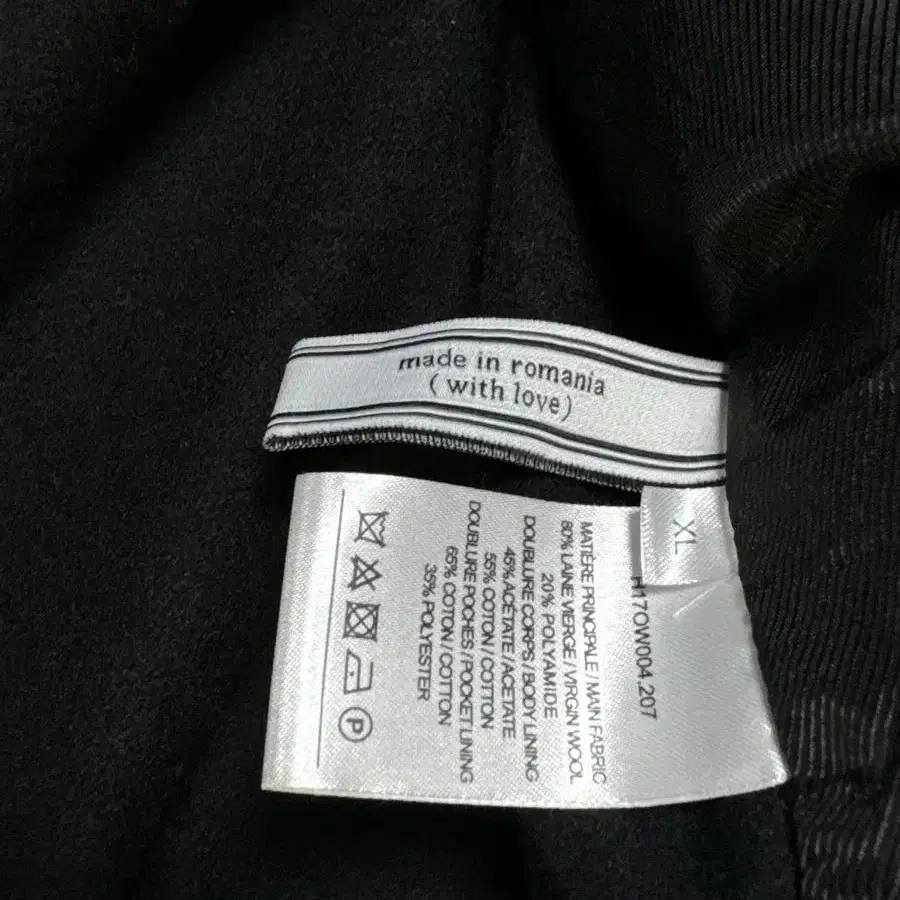 made in romania
(with love)
XL
H17OW004.207
MATIÈRE PRINCIPALE / MAIN FABRIC
80% LAINE VIERGE / VIRGIN WOOL
20% POLYAMIDE
DOUBLURE CORPS / BODY LINING
45% ACÉTATE / ACETATE
55% COTON / COTTON
DOUBLURE POCHES / POCKET LINING
65% COTON / COTTON
35% POLYESTER
P